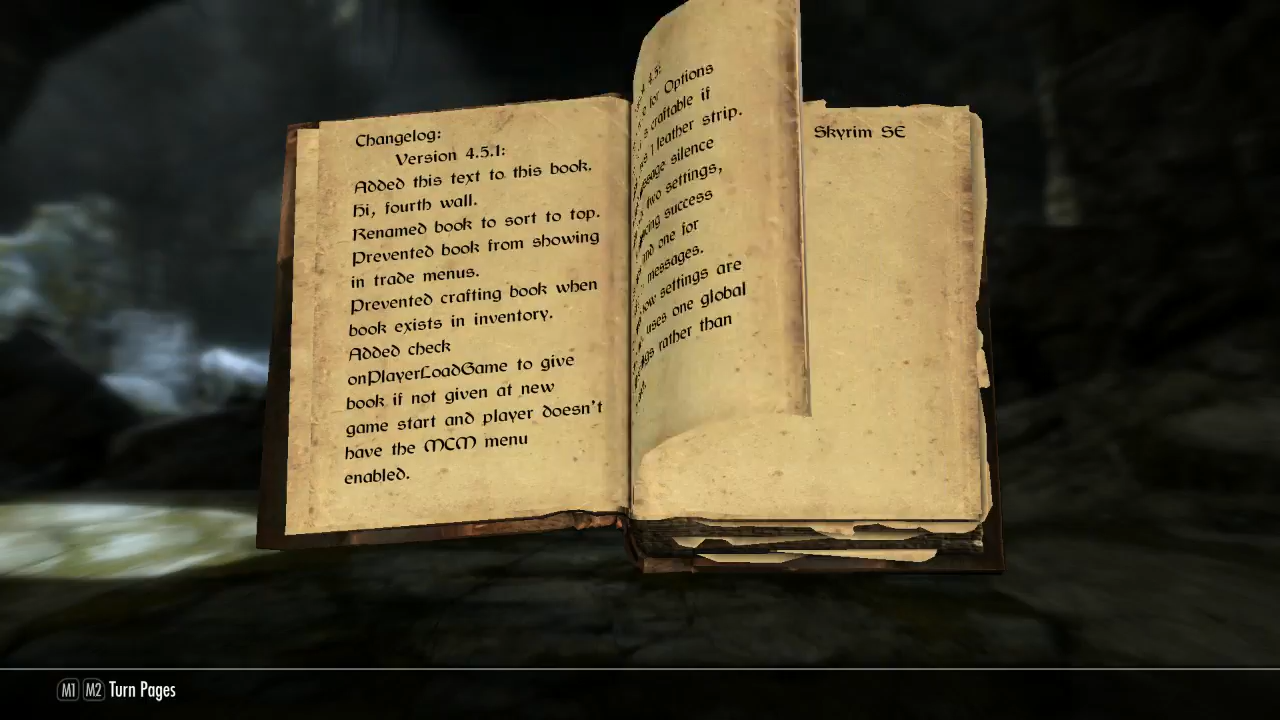 Changelog:
Version 4.5.1:
Added this text to this book.
Hi, fourth wall.
Renamed book to sort to top.
Prevented book from showing
in trade menus.
Prevented crafting book when
book exists in inventory.
Added check
onPlayerLoadGame to give
book if not given at new
game start and player doesn't
have the MCM menu
enabled.
4.5:
for Options
craftable if
1 leather strip.
silence
two settings,
success
and one for
messages.
settings are
uses one global
rather than
Skyrim SE
M1 M2 Turn Pages